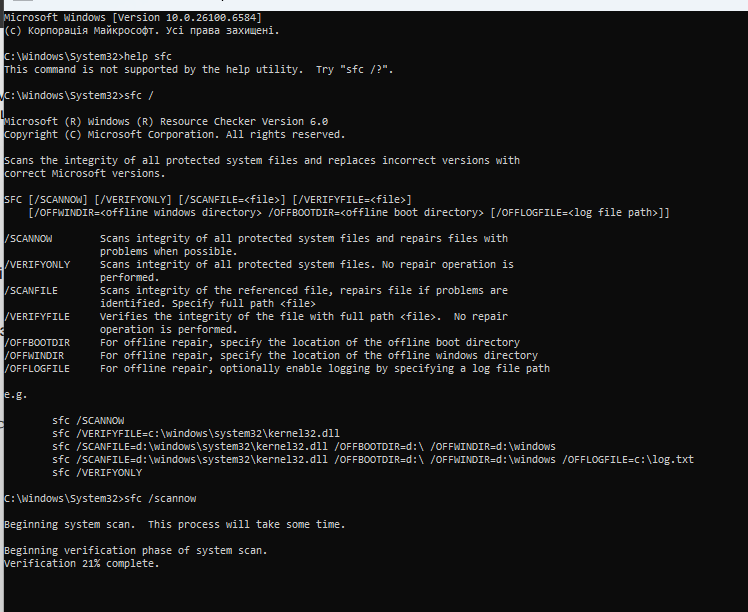 Microsoft Windows [Version 10.0.26100.6584]
(c) Корпорація Майкрософт. Усі права захищені.
C:\Windows\System32>help sfc
This command is not supported by the help utility.  Try "sfc /?".
C:\Windows\System32>sfc /
Microsoft (R) Windows (R) Resource Checker Version 6.0
Copyright (C) Microsoft Corporation. All rights reserved.
Scans the integrity of all protected system files and replaces incorrect versions with
correct Microsoft versions.
SFC [/SCANNOW] [/VERIFYONLY] [/SCANFILE=<file>] [/VERIFYFILE=<file>]
    [/OFFWINDIR=<offline windows directory> /OFFBOOTDIR=<offline boot directory> [/OFFLOGFILE=<log file path>]]
/SCANNOW        Scans integrity of all protected system files and repairs files with
                problems when possible.
/VERIFYONLY     Scans integrity of all protected system files. No repair operation is
                performed.
/SCANFILE       Scans integrity of the referenced file, repairs file if problems are
                identified. Specify full path <file>
/VERIFYFILE     Verifies the integrity of the file with full path <file>.  No repair
                operation is performed.
/OFFBOOTDIR     For offline repair, specify the location of the offline boot directory
/OFFWINDIR      For offline repair, specify the location of the offline windows directory
/OFFLOGFILE     For offline repair, optionally enable logging by specifying a log file path
e.g.
        sfc /SCANNOW
        sfc /VERIFYFILE=c:\windows\system32\kernel32.dll
        sfc /SCANFILE=d:\windows\system32\kernel32.dll /OFFBOOTDIR=d:\ /OFFWINDIR=d:\windows
        sfc /SCANFILE=d:\windows\system32\kernel32.dll /OFFBOOTDIR=d:\ /OFFWINDIR=d:\windows /OFFLOGFILE=c:\log.txt
        sfc /VERIFYONLY
C:\Windows\System32>sfc /scannow
Beginning system scan.  This process will take some time.
Beginning verification phase of system scan.
Verification 21% complete.